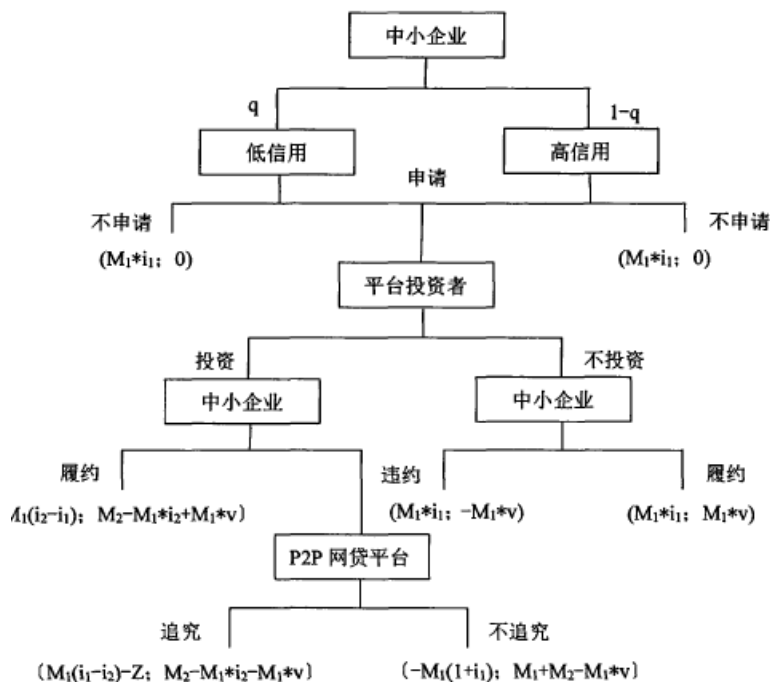 中小企业
q
1-q
低信用
高信用
申请
不申请
不申请
(M₁*i₁; 0)
(M₁*i₁; 0)
平台投资者
投资
不投资
中小企业
中小企业
履约
违约
履约
M₁(i₂-i₁); M₂-M₁*i₂+M₁*v〕
(M₁*i₁; -M₁*v)
(M₁*i₁; M₁*v)
P2P 网贷平台
追究
不追究
〔M₁(i₁-i₂)-Z; M₂-M₁*i₂-M₁*v〕
〔-M₁(1+i₁); M₁+M₂-M₁*v〕